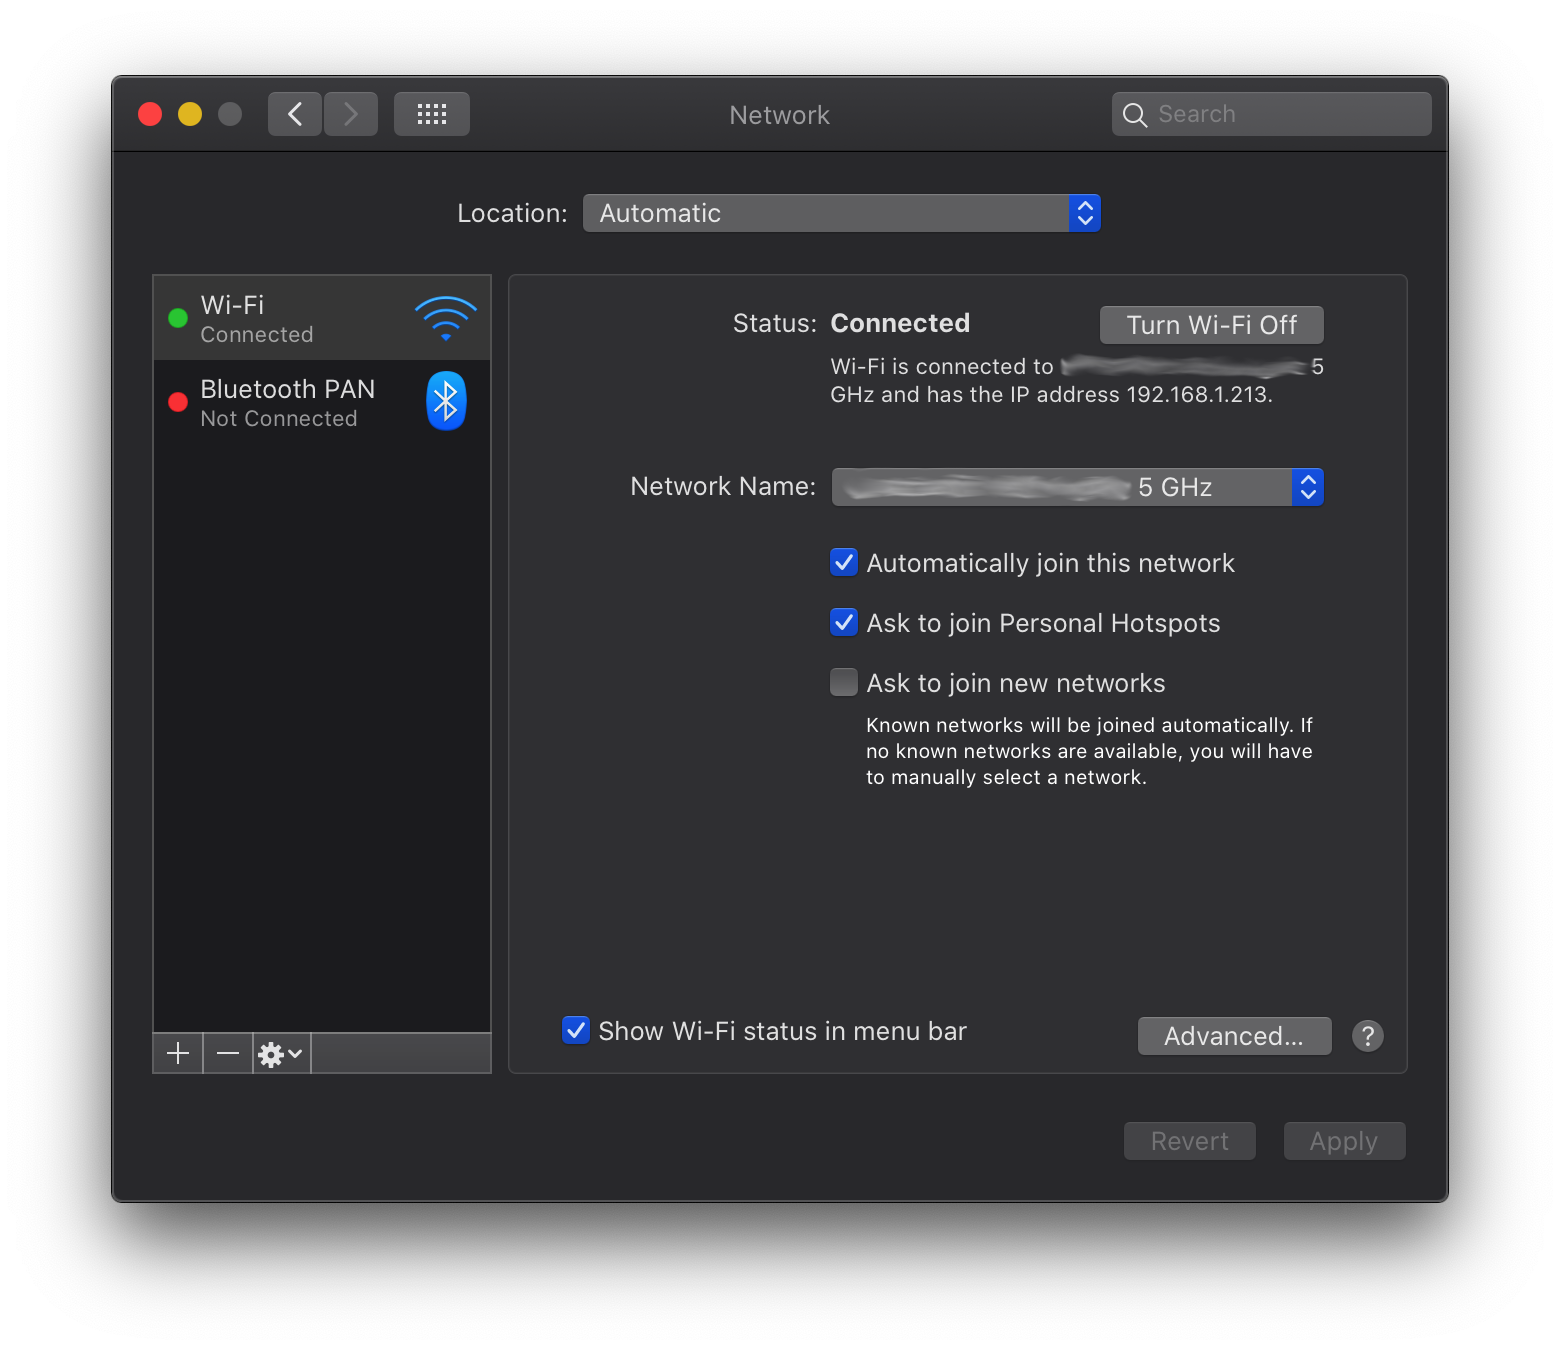 Network
Search
Location:
Automatic
Wi-Fi
Connected
Bluetooth PAN
Not Connected
Status: Connected
Turn Wi-Fi Off
Wi-Fi is connected to 5
GHz and has the IP address 192.168.1.213.
Network Name:
5 GHz
Automatically join this network
Ask to join Personal Hotspots
Ask to join new networks
Known networks will be joined automatically. If
no known networks are available, you will have
to manually select a network.
Show Wi-Fi status in menu bar
Advanced...
?
Revert
Apply